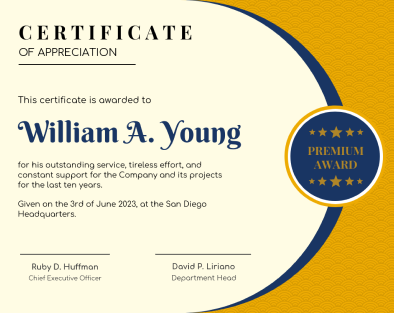 CERTIFICATE
OF APPRECIATION
This certificate is awarded to
William A. Young
for his outstanding service, tireless effort, and
constant support for the Company and its projects
for the last ten years.
Given on the 3rd of June 2023, at the San Diego
Headquarters.
PREMIUM
AWARD
Ruby D. Huffman
Chief Executive Officer
David P. Liriano
Department Head